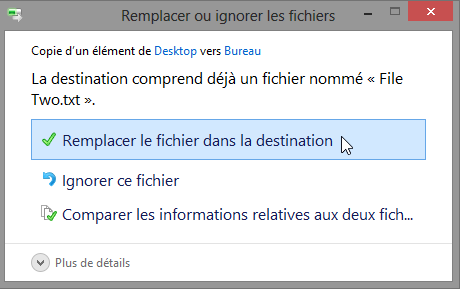 Remplacer ou ignorer les fichiers
Copie d'un élément de Desktop vers Bureau
La destination comprend déjà un fichier nommé « File
Two.txt ».
Remplacer le fichier dans la destination
Ignorer ce fichier
Comparer les informations relatives aux deux fich...
Plus de détails